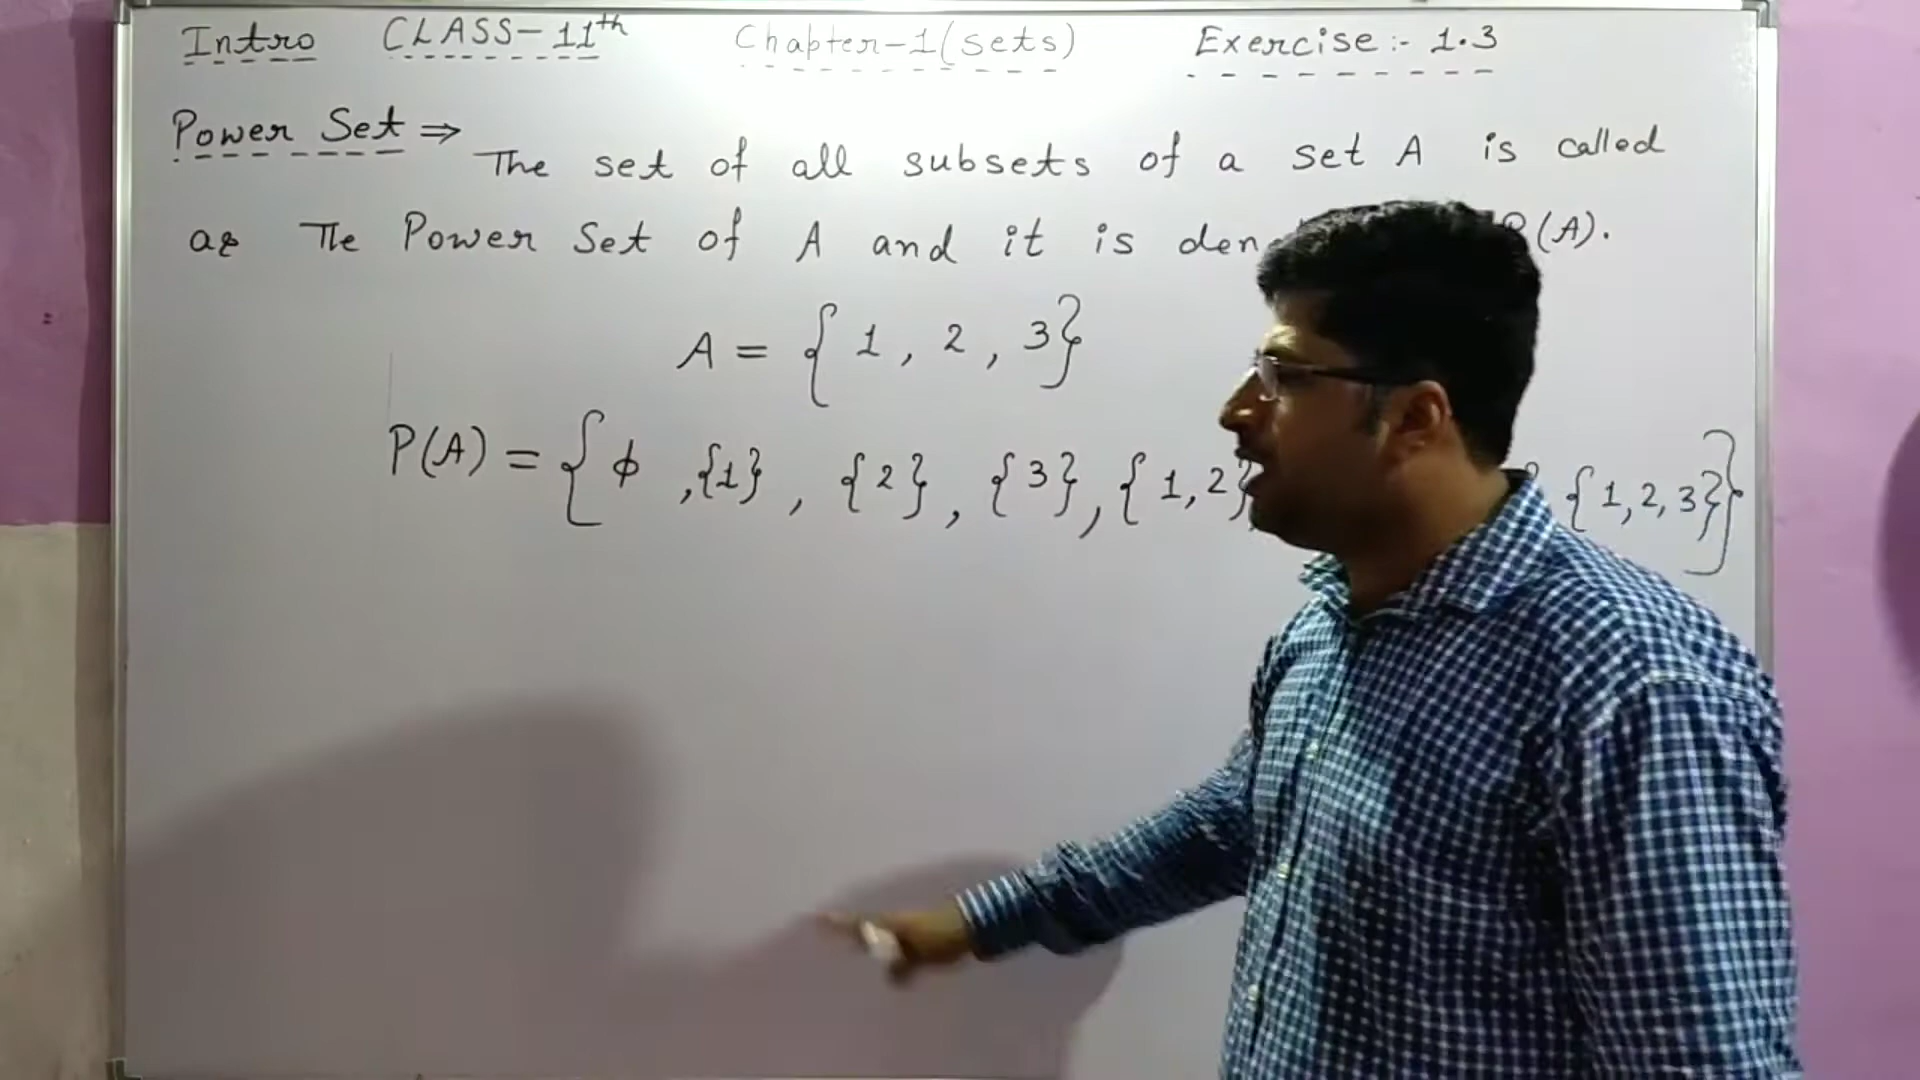 Intro CLASS-11th Chapter-1(sets) Exercise:- 1.3
Power Set ⇒ The set of all subsets of a set A is called
as The Power Set of A and it is den P(A).
A = { 1, 2, 3}
P(A) = { ϕ ,{1}, {2}, {3}, {1,2} {1,2,3}}